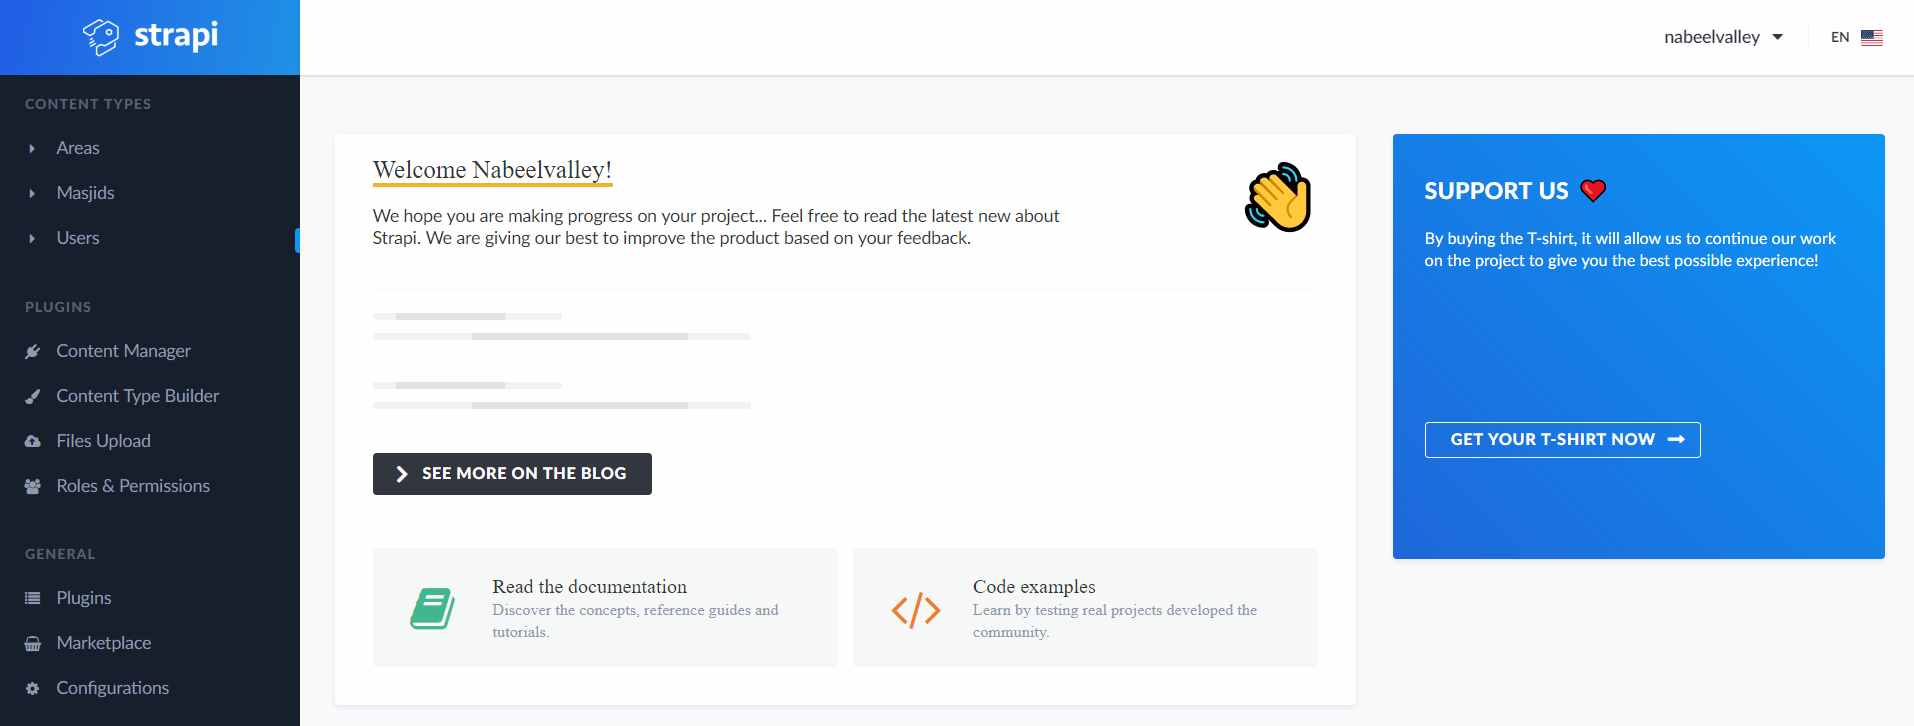 strapi
nabeelvalley
EN
CONTENT TYPES
Areas
Masjids
Users
PLUGINS
Content Manager
Content Type Builder
Files Upload
Roles & Permissions
GENERAL
Plugins
Marketplace
Configurations
Welcome Nabeelvalley!
We hope you are making progress on your project... Feel free to read the latest new about
Strapi. We are giving our best to improve the product based on your feedback.
SEE MORE ON THE BLOG
Read the documentation
Discover the concepts, reference guides and
tutorials.
Code examples
Learn by testing real projects developed the
community.
SUPPORT US
By buying the T-shirt, it will allow us to continue our work
on the project to give you the best possible experience!
GET YOUR T-SHIRT NOW